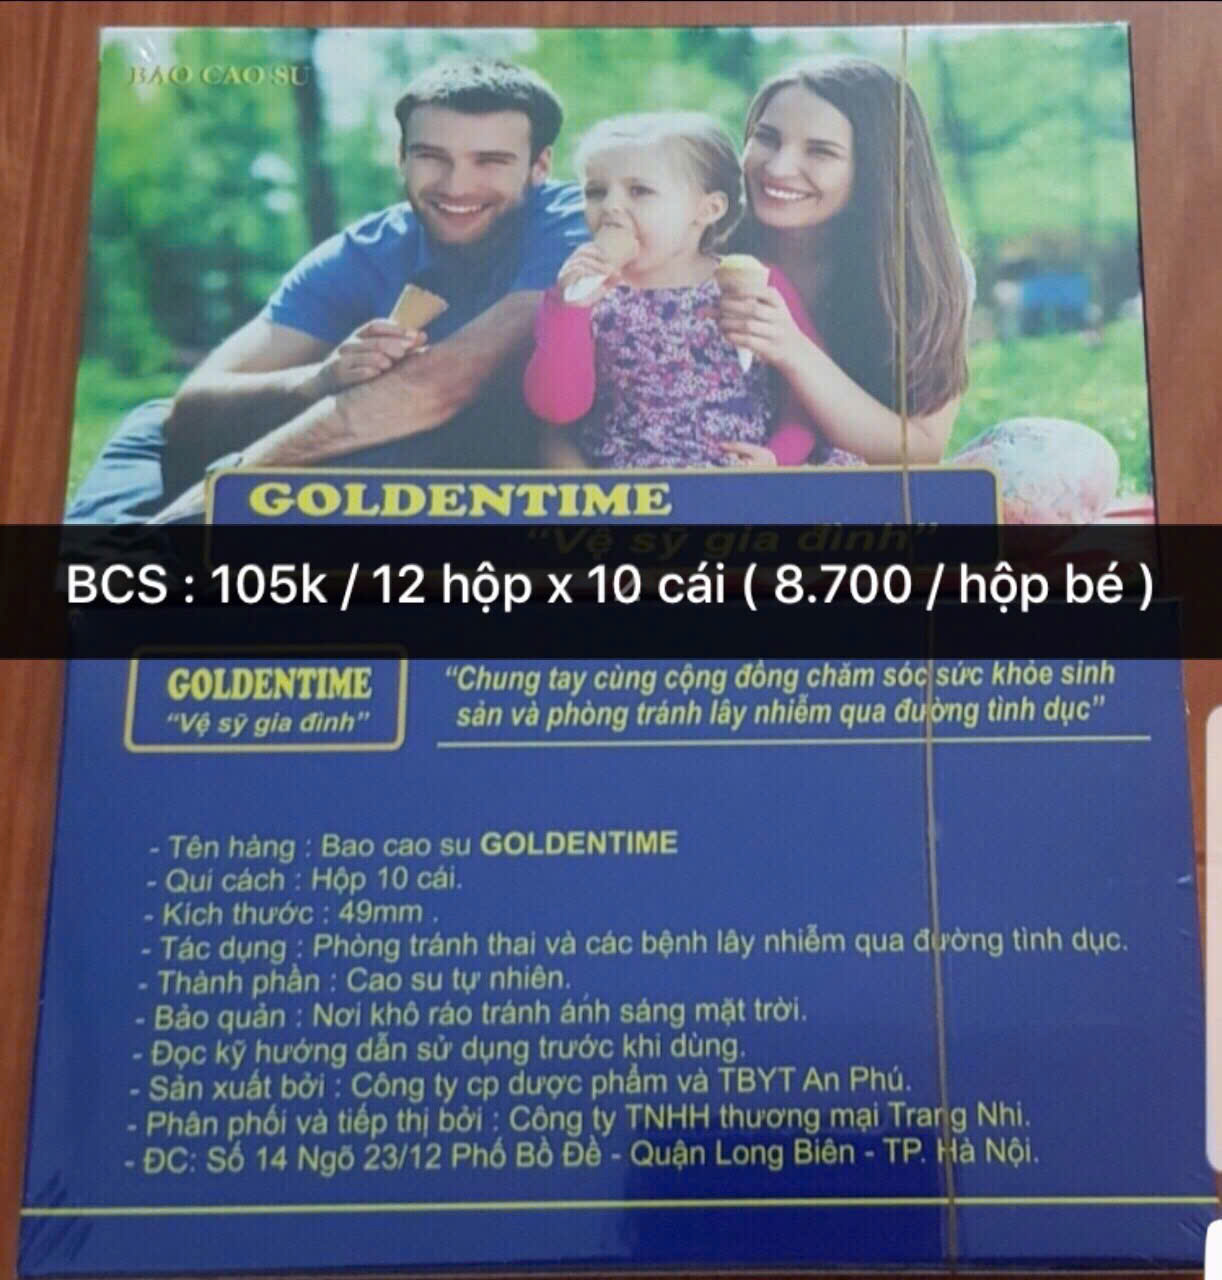 BAO CAO SU
GOLDENTIME
“Vệ sỹ gia đình”
BCS : 105k / 12 hộp x 10 cái ( 8.700 / hộp bé )
GOLDENTIME
“Vệ sỹ gia đình”
“Chung tay cùng cộng đồng chăm sóc sức khỏe sinh
sản và phòng tránh lây nhiễm qua đường tình dục”
- Tên hàng : Bao cao su GOLDENTIME
- Qui cách : Hộp 10 cái.
- Kích thước : 49mm .
- Tác dụng : Phòng tránh thai và các bệnh lây nhiễm qua đường tình dục.
- Thành phần : Cao su tự nhiên.
- Bảo quản : Nơi khô ráo tránh ánh sáng mặt trời.
- Đọc kỹ hướng dẫn sử dụng trước khi dùng.
- Sản xuất bởi : Công ty cp dược phẩm và TBYT An Phú.
- Phân phối và tiếp thị bởi : Công ty TNHH thương mại Trang Nhi.
- ĐC: Số 14 Ngõ 23/12 Phố Bồ Đề - Quận Long Biên - TP. Hà Nội.